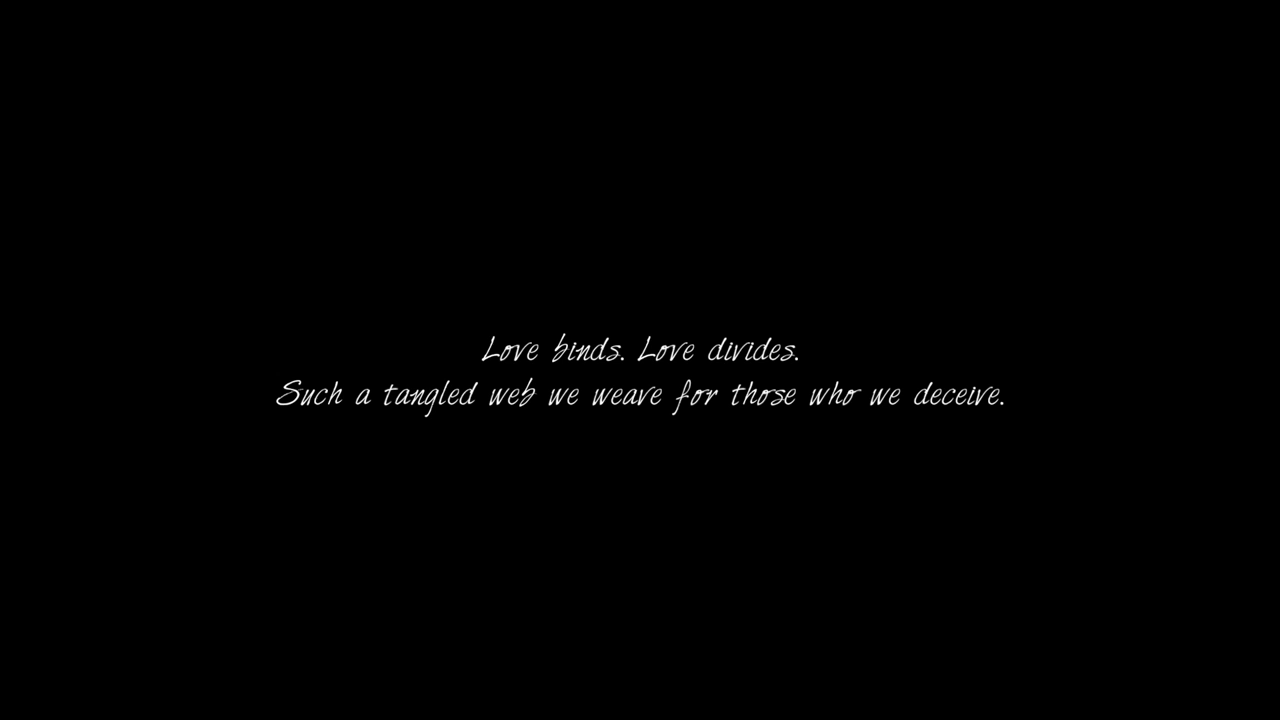 Love binds. Love divides.
Such a tangled web we weave for those who we deceive.